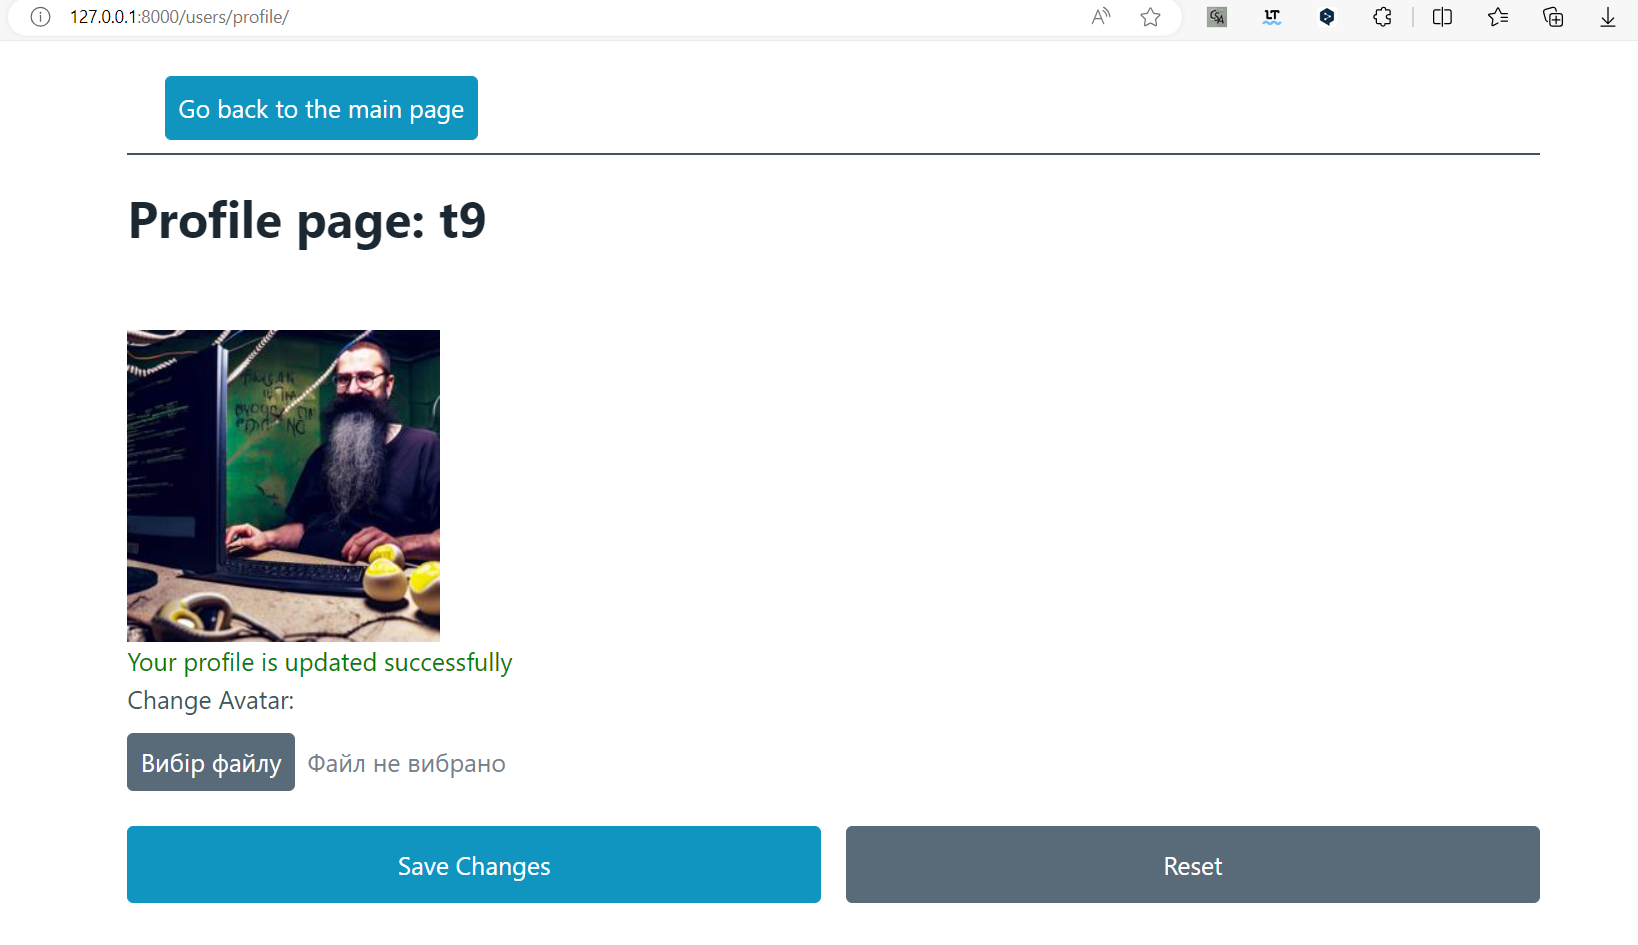 127.0.0.1:8000/users/profile/
Go back to the main page
Profile page: t9
Your profile is updated successfully
Change Avatar:
Вибір файлу Файл не вибрано
Save Changes Reset